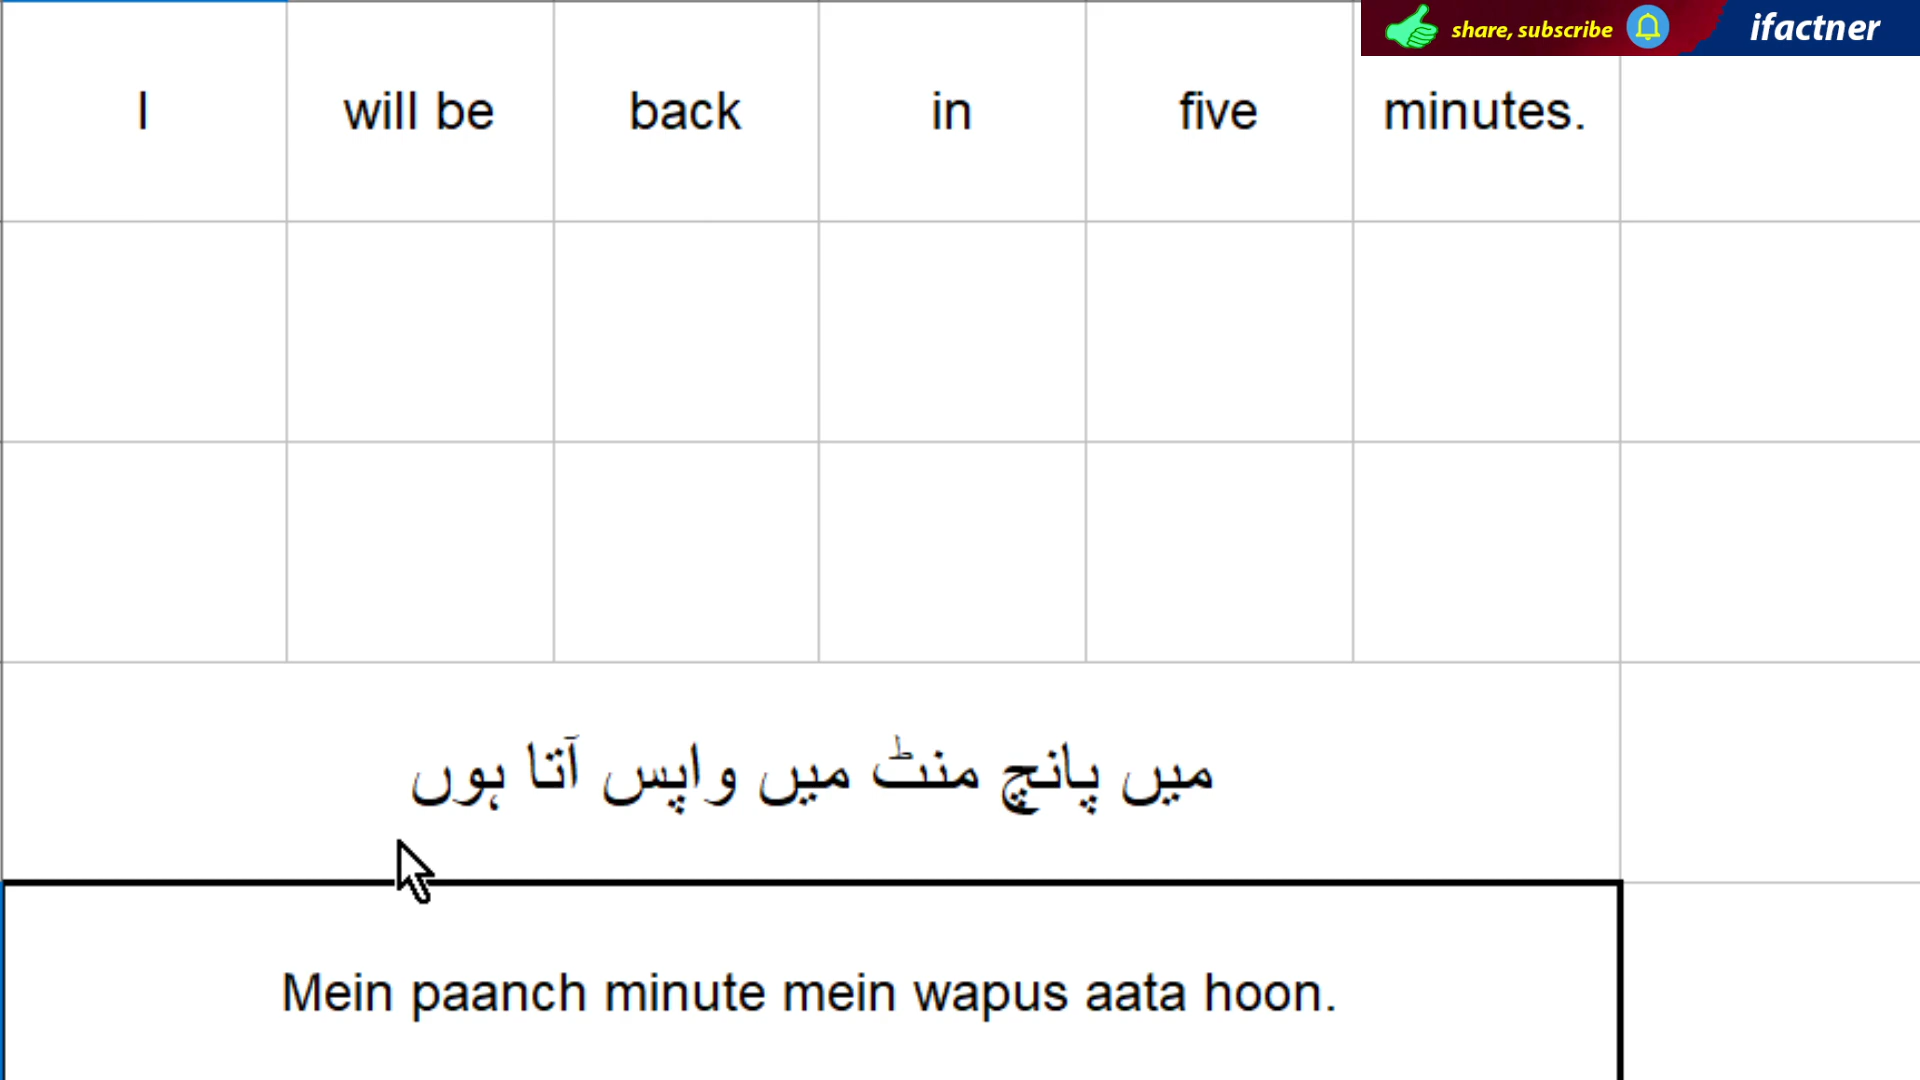 share, subscribe ifactner
I will be back in five minutes.
میں پانچ منٹ میں واپس آتا ہوں
Mein paanch minute mein wapus aata hoon.